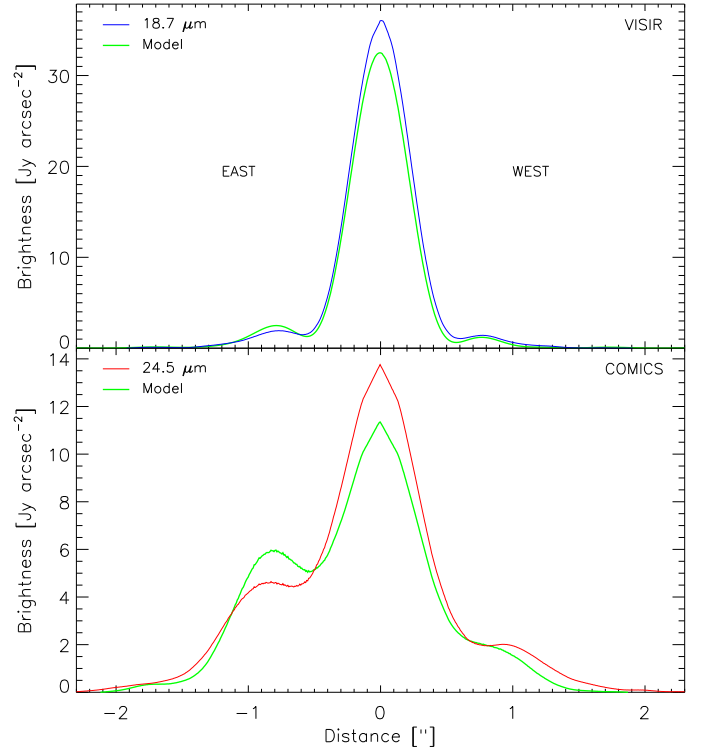 18.7 μm
Model
VISIR
EAST
WEST
Brightness [Jy arcsec⁻²]
30
20
10
0
24.5 μm
Model
COMICS
Brightness [Jy arcsec⁻²]
14
12
10
8
6
4
2
0
−2 −1 0 1 2
Distance ["]